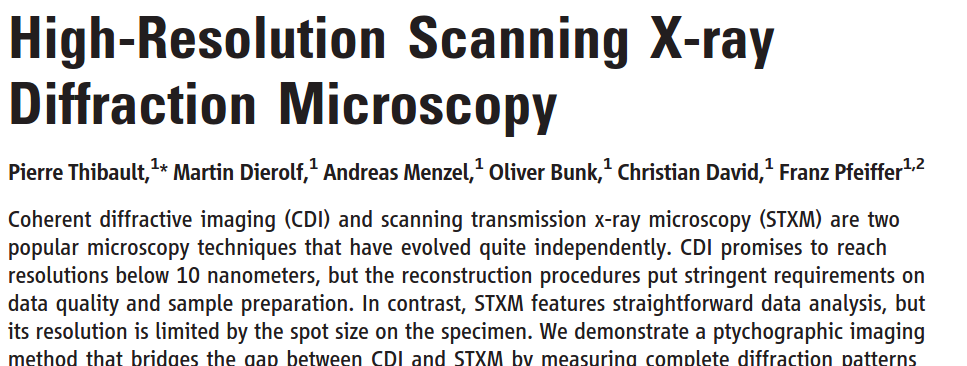 High-Resolution Scanning X-ray
Diffraction Microscopy
Pierre Thibault,1* Martin Dierolf,1 Andreas Menzel,1 Oliver Bunk,1 Christian David,1 Franz Pfeiffer1,2
Coherent diffractive imaging (CDI) and scanning transmission x-ray microscopy (STXM) are two
popular microscopy techniques that have evolved quite independently. CDI promises to reach
resolutions below 10 nanometers, but the reconstruction procedures put stringent requirements on
data quality and sample preparation. In contrast, STXM features straightforward data analysis, but
its resolution is limited by the spot size on the specimen. We demonstrate a ptychographic imaging
method that bridges the gap between CDI and STXM by measuring complete diffraction patterns